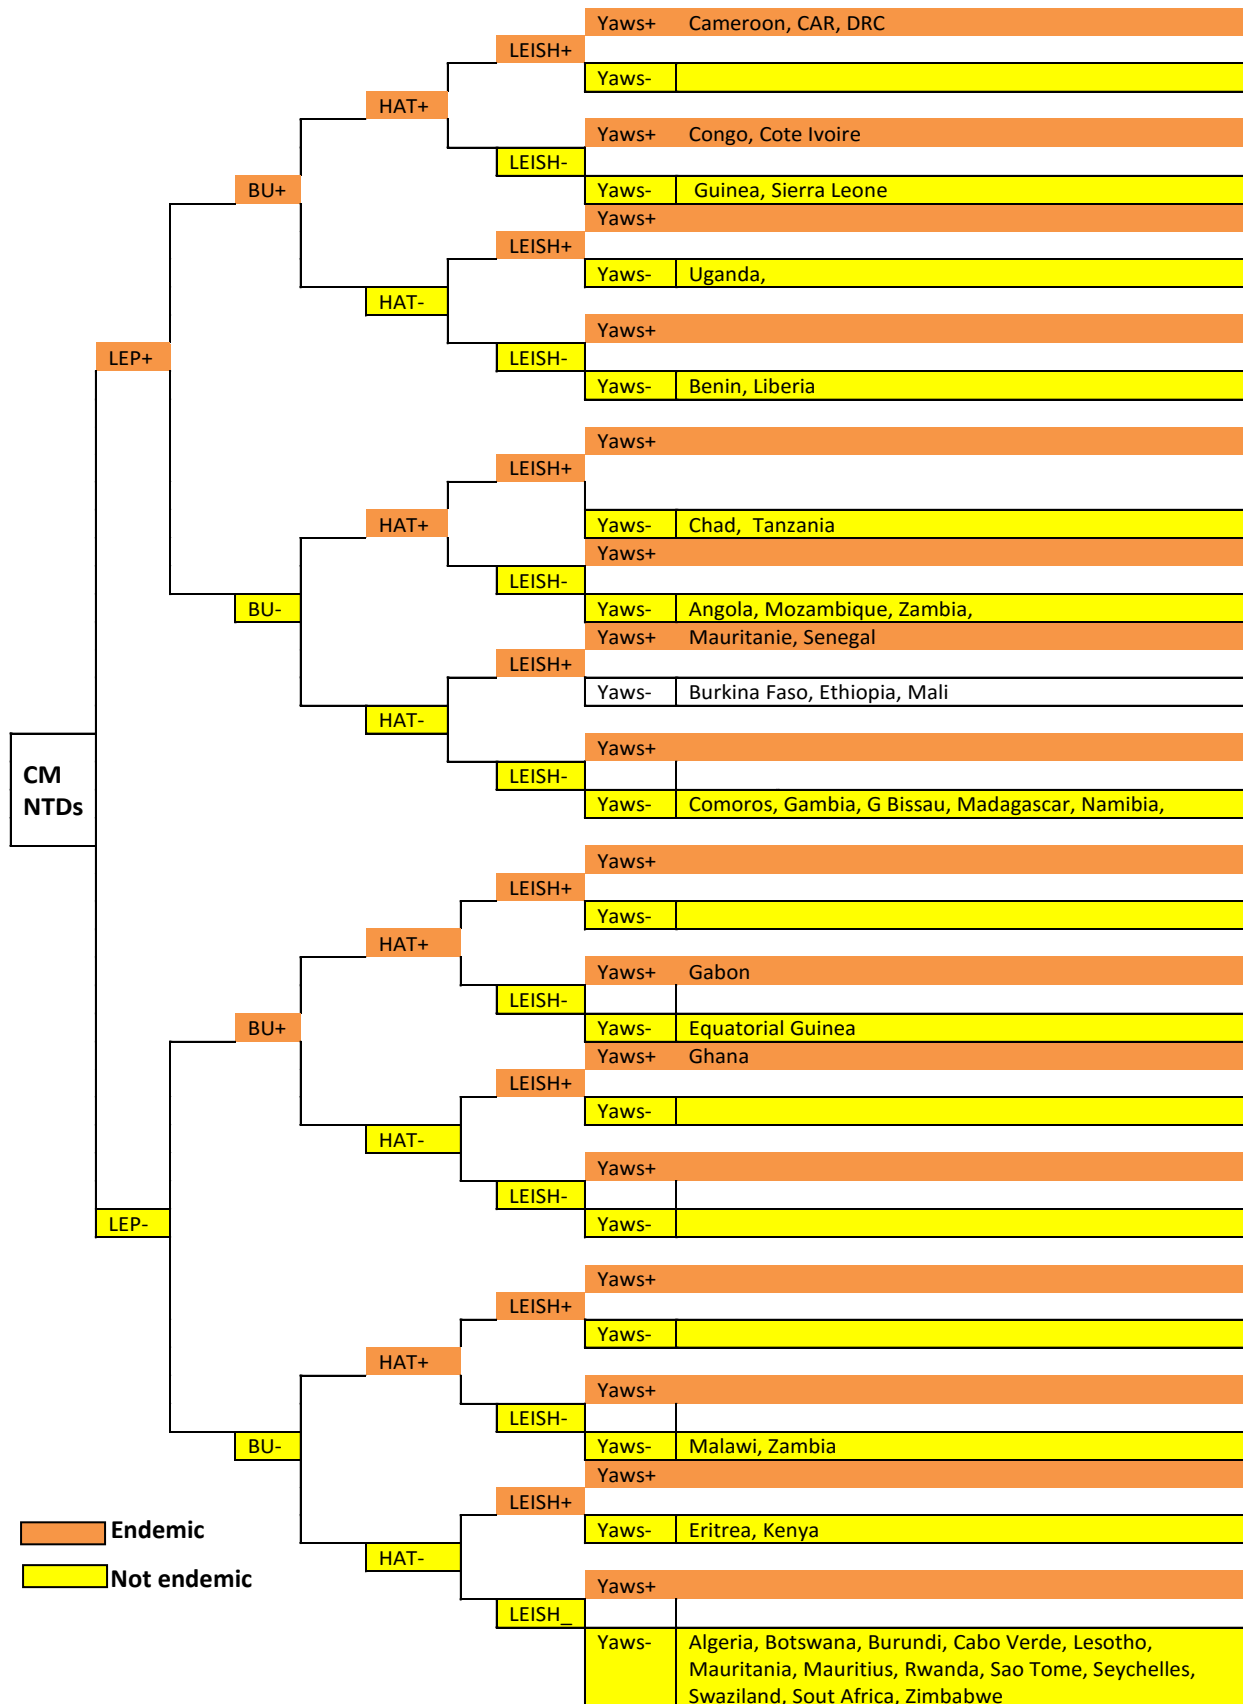 Yaws+ Cameroon, CAR, DRC
LEISH+
Yaws-
HAT+
Yaws+ Congo, Cote Ivoire
LEISH-
BU+
Yaws- Guinea, Sierra Leone
Yaws+
LEISH+
Yaws- Uganda,
HAT-
Yaws+
LEP+
LEISH-
Yaws- Benin, Liberia
Yaws+
LEISH+
HAT+
Yaws- Chad, Tanzania
Yaws+
LEISH-
BU-
Yaws- Angola, Mozambique, Zambia,
Yaws+ Mauritanie, Senegal
LEISH+
Yaws- Burkina Faso, Ethiopia, Mali
HAT-
Yaws+
CM
NTDs
LEISH-
Yaws- Comoros, Gambia, G Bissau, Madagascar, Namibia,
Yaws+
LEISH+
Yaws-
HAT+
Yaws+ Gabon
LEISH-
BU+
Yaws- Equatorial Guinea
Yaws+ Ghana
LEISH+
Yaws-
HAT-
Yaws+
LEISH-
LEP-
Yaws-
Yaws+
LEISH+
Yaws-
HAT+
Yaws+
LEISH-
BU-
Yaws- Malawi, Zambia
Yaws+
LEISH+
Endemic
Yaws- Eritrea, Kenya
HAT-
Not endemic
Yaws+
LEISH_
Yaws- Algeria, Botswana, Burundi, Cabo Verde, Lesotho,
Mauritania, Mauritius, Rwanda, Sao Tome, Seychelles,
Swaziland, Sout Africa, Zimbabwe